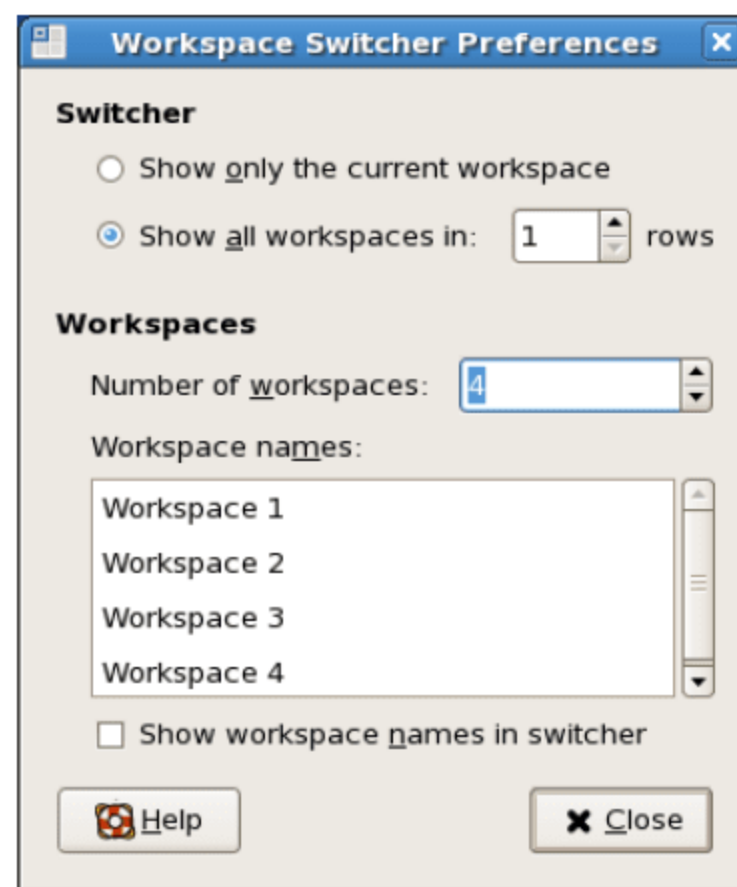 Workspace Switcher Preferences
Switcher
Show only the current workspace
Show all workspaces in: 1 rows
Workspaces
Number of workspaces: 4
Workspace names:
Workspace 1
Workspace 2
Workspace 3
Workspace 4
Show workspace names in switcher
Help Close